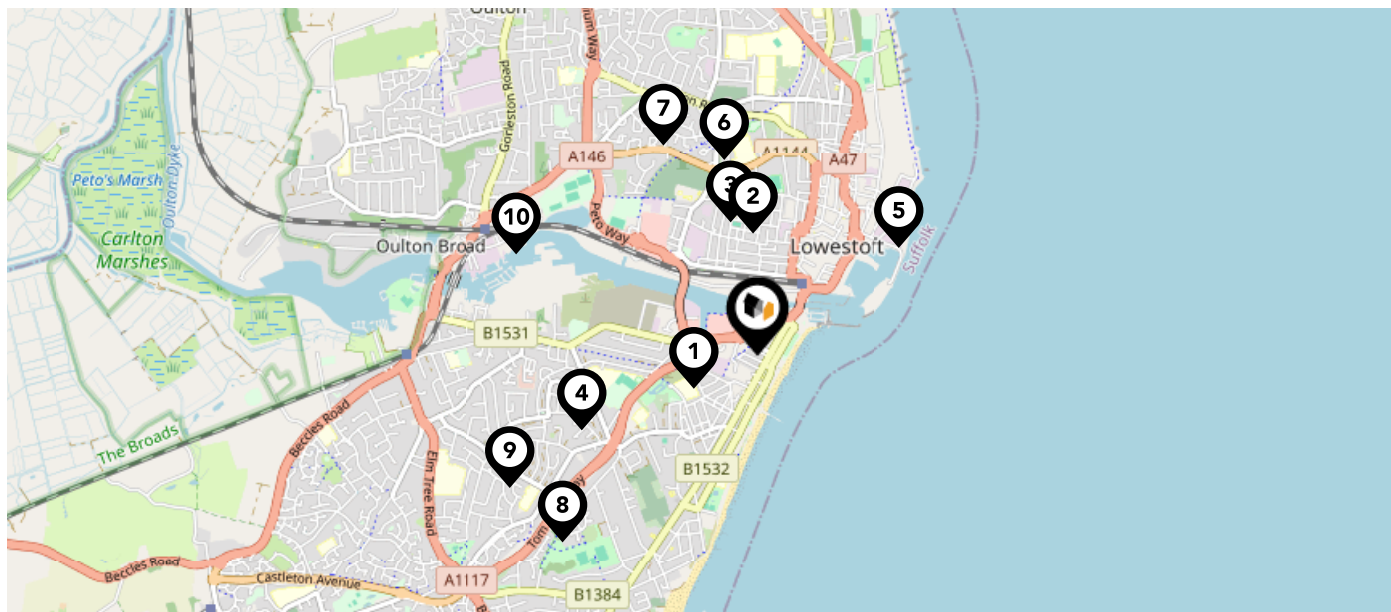 Oulton
Gorleston Road
7
6
A146
A1144
A47
Peto's Marsh
Oulton Dyke
Carlton
Marshes
3
2
10
Peto Way
5
Oulton Broad
Lowestoft
Suffolk
B1531
1
4
The Broads
Beccles Road
9
Elm Tree Road
B1532
8
Tom
Beccles Road
Castleton Avenue
A1117
B1384